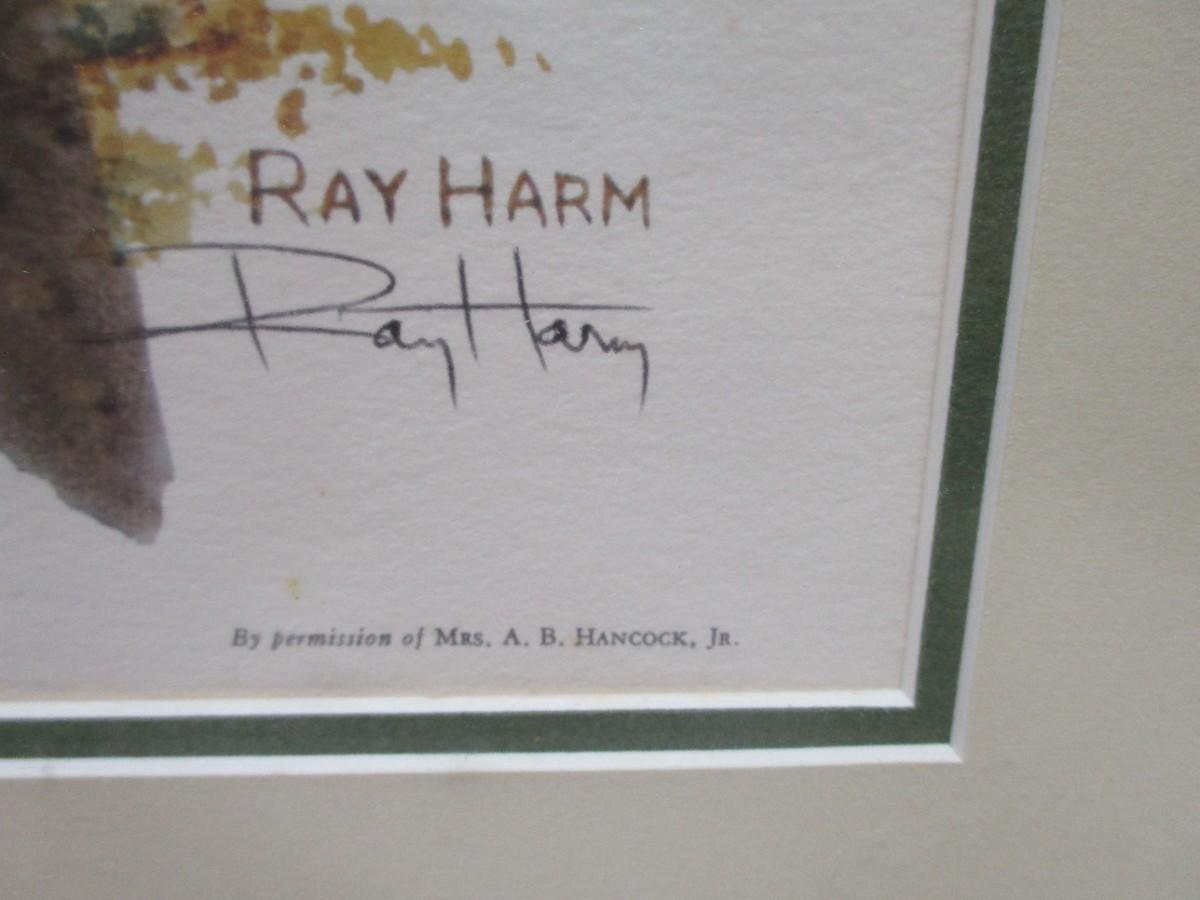 RAY HARM
Ray Harm
By permission of MRS. A. B. HANCOCK, JR.